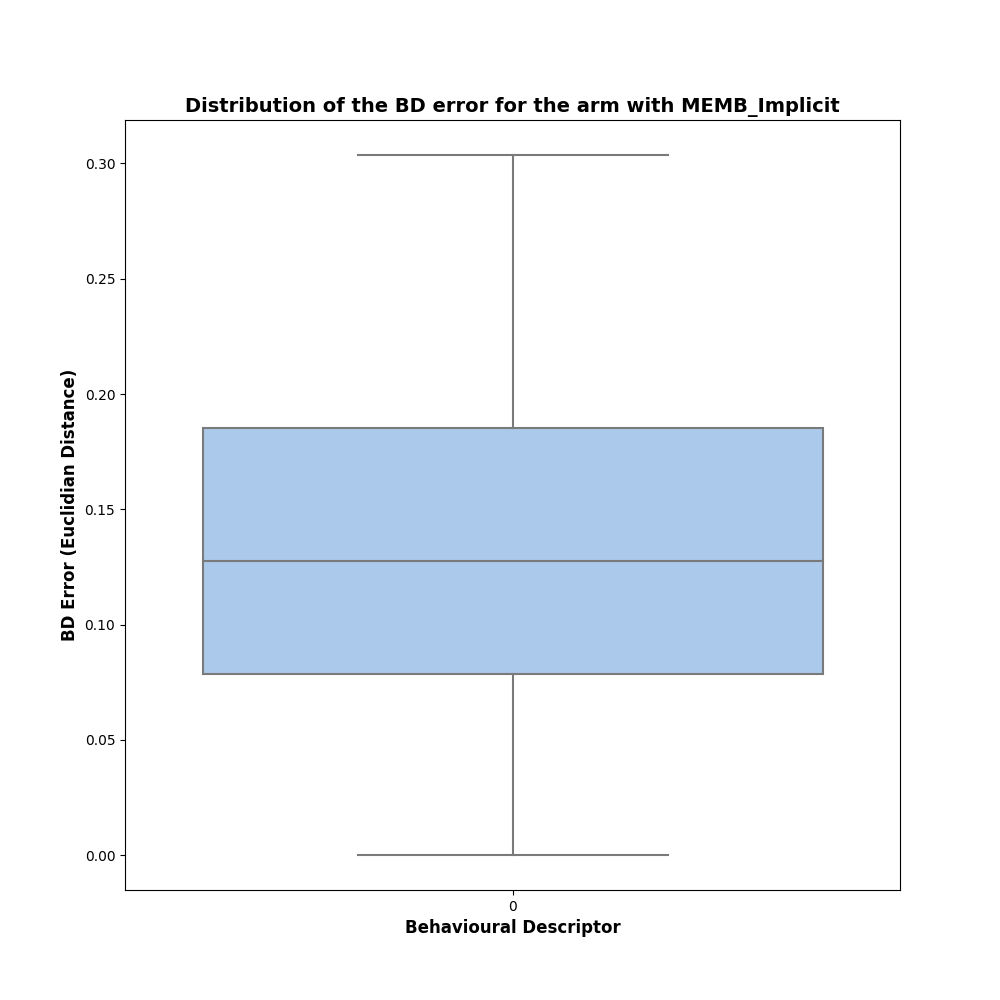 Distribution of the BD error for the arm with MEMB_Implicit
0.30
0.25
0.20
0.15
0.10
0.05
0.00
BD Error (Euclidian Distance)
0
Behavioural Descriptor